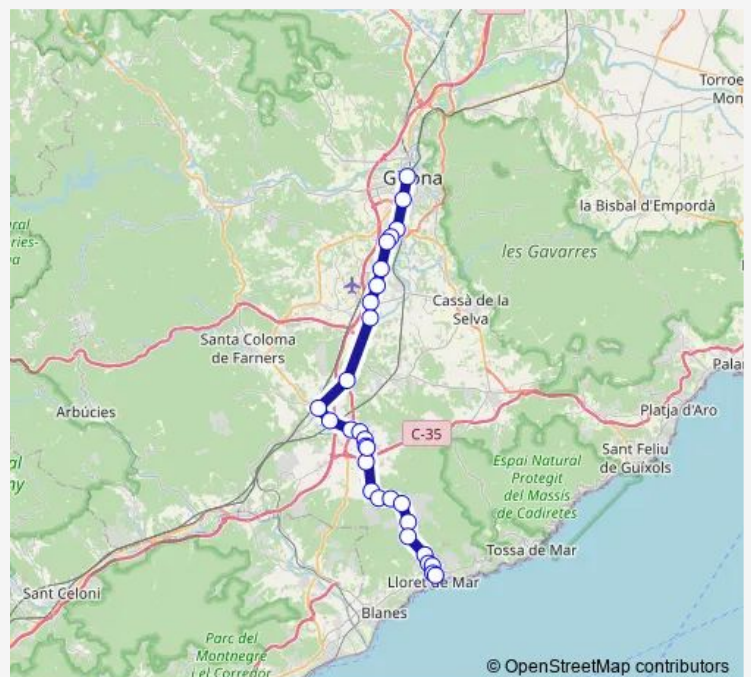 Torroe
Mon
Girona
la Bisbal d'Empordà
les Gavarres
Cassà de la
Selva
Santa Coloma
de Farners
Palar
Arbúcies
Platja d'Aro
C-35
Sant Feliu
de Guíxols
Espai Natural
Protegit
del Massís
de Cadiretes
Tossa de Mar
Lloret de Mar
Sant Celoni
Blanes
Parc del
Montnegre
i el Corredor
© OpenStreetMap contributors